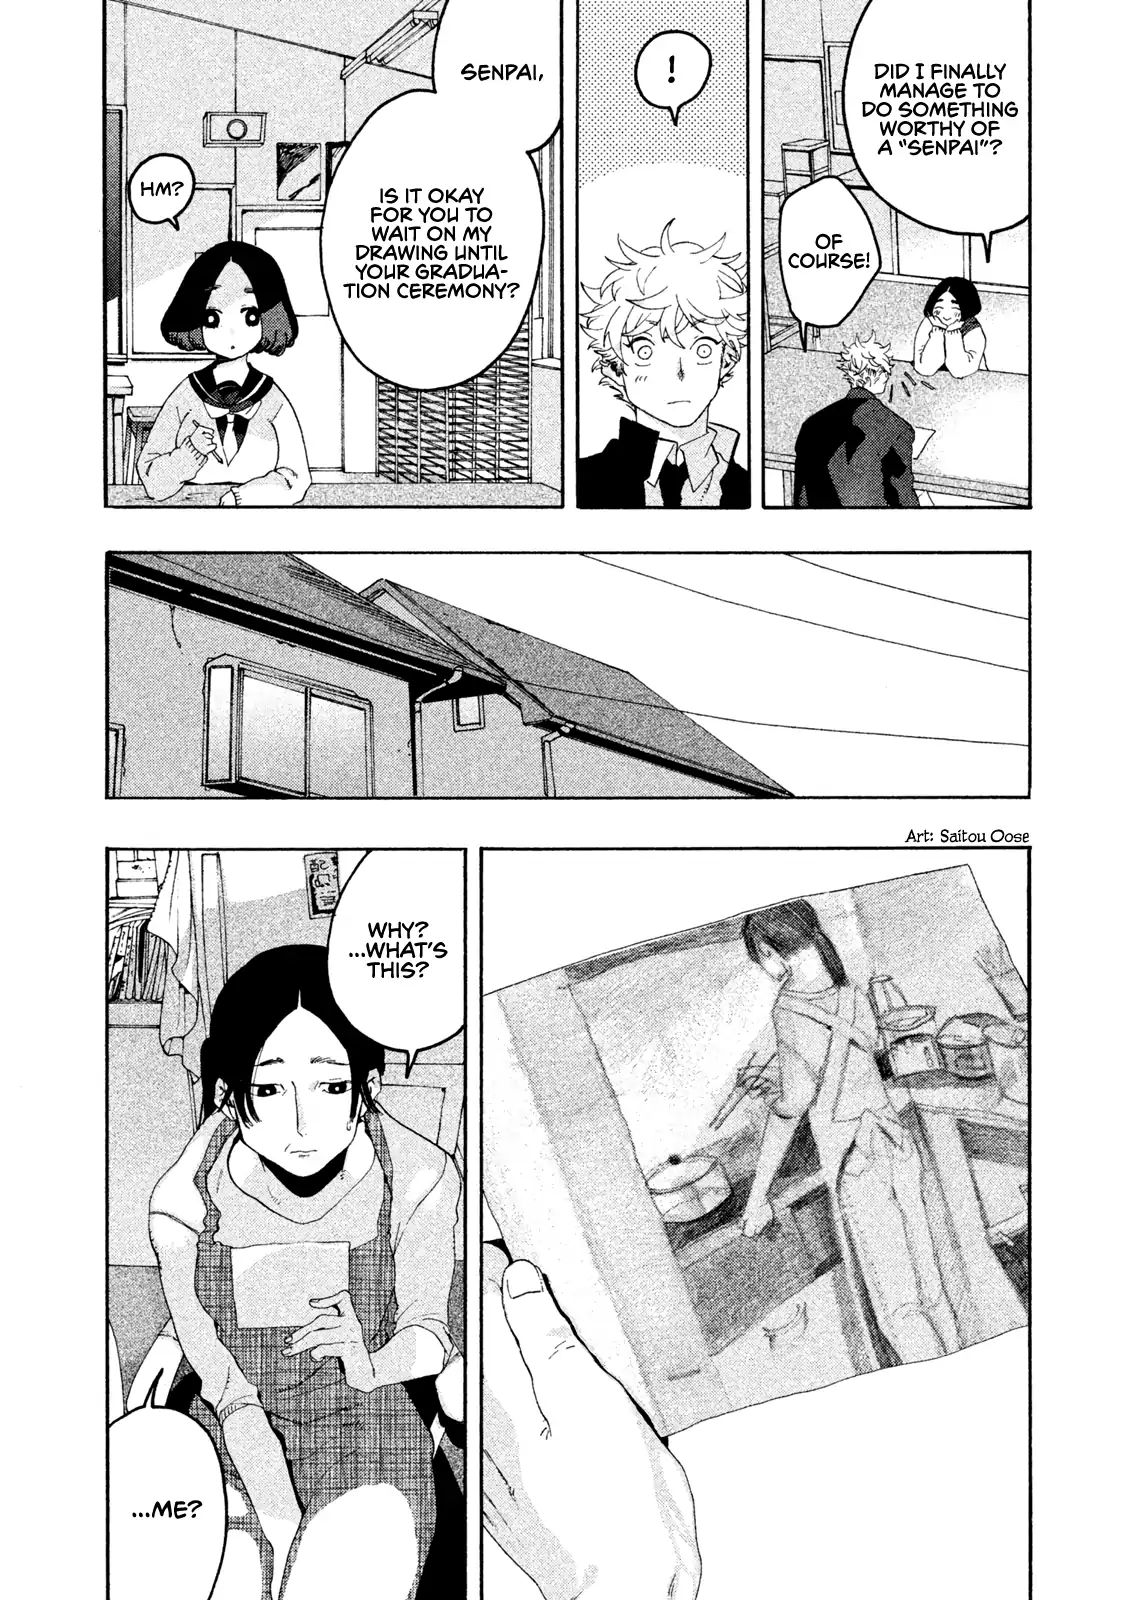 DID I FINALLY
MANAGE TO
DO SOMETHING
WORTHY OF
A "SENPAI"?
OF
COURSE!
!
SENPAI,
IS IT OKAY
FOR YOU TO
WAIT ON MY
DRAWING UNTIL
YOUR GRADUA-
TION CEREMONY?
HM?
Art: Saitou Oose
WHY?
...WHAT'S
THIS?
...ME?